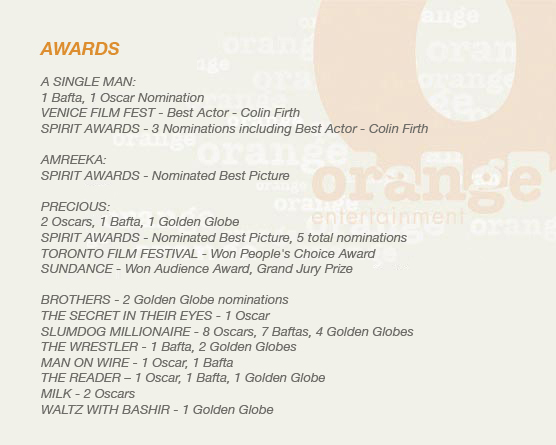 AWARDS
A SINGLE MAN:
1 Bafta, 1 Oscar Nomination
VENICE FILM FEST - Best Actor - Colin Firth
SPIRIT AWARDS - 3 Nominations including Best Actor - Colin Firth
AMREEKA:
SPIRIT AWARDS - Nominated Best Picture
PRECIOUS:
2 Oscars, 1 Bafta, 1 Golden Globe
SPIRIT AWARDS - Nominated Best Picture, 5 total nominations
TORONTO FILM FESTIVAL - Won People's Choice Award
SUNDANCE - Won Audience Award, Grand Jury Prize
BROTHERS - 2 Golden Globe nominations
THE SECRET IN THEIR EYES - 1 Oscar
SLUMDOG MILLIONAIRE - 8 Oscars, 7 Baftas, 4 Golden Globes
THE WRESTLER - 1 Bafta, 2 Golden Globes
MAN ON WIRE - 1 Oscar, 1 Bafta
THE READER – 1 Oscar, 1 Bafta, 1 Golden Globe
MILK - 2 Oscars
WALTZ WITH BASHIR - 1 Golden Globe
orange
entertainment